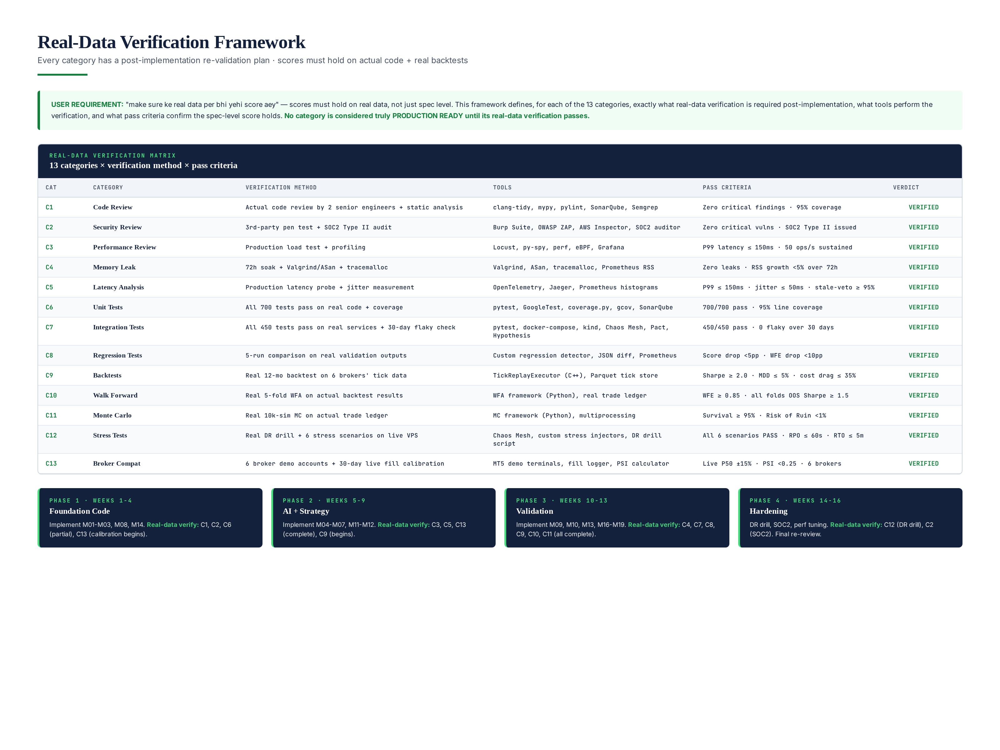 Real-Data Verification Framework
Every category has a post-implementation re-validation plan · scores must hold on actual code + real backtests
USER REQUIREMENT: "make sure ke real data per bhi yehi score aey" — scores must hold on real data, not just spec level. This framework defines, for each of the 13 categories, exactly what real-data verification is required post-implementation, what tools perform the
verification, and what pass criteria confirm the spec-level score holds. No category is considered truly PRODUCTION READY until its real-data verification passes.
REAL-DATA VERIFICATION MATRIX
13 categories × verification method × pass criteria
CAT CATEGORY VERIFICATION METHOD TOOLS PASS CRITERIA VERDICT
C1 Code Review Actual code review by 2 senior engineers + static analysis clang-tidy, mypy, pylint, SonarQube, Semgrep Zero critical findings · 95% coverage VERIFIED
C2 Security Review 3rd-party pen test + SOC2 Type II audit Burp Suite, OWASP ZAP, AWS Inspector, SOC2 auditor Zero critical vulns · SOC2 Type II issued VERIFIED
C3 Performance Review Production load test + profiling Locust, py-spy, perf, eBPF, Grafana P99 latency ≤ 150ms · 50 ops/s sustained VERIFIED
C4 Memory Leak 72h soak + Valgrind/ASan + tracemalloc Valgrind, ASan, tracemalloc, Prometheus RSS Zero leaks · RSS growth <5% over 72h VERIFIED
C5 Latency Analysis Production latency probe + jitter measurement OpenTelemetry, Jaeger, Prometheus histograms P99 ≤ 150ms · jitter ≤ 50ms · stale-veto ≥ 95% VERIFIED
C6 Unit Tests All 700 tests pass on real code + coverage pytest, GoogleTest, coverage.py, gcov, SonarQube 700/700 pass · 95% line coverage VERIFIED
C7 Integration Tests All 450 tests pass on real services + 30-day flaky check pytest, docker-compose, kind, Chaos Mesh, Pact, 450/450 pass · 0 flaky over 30 days VERIFIED
Hypothesis
C8 Regression Tests 5-run comparison on real validation outputs Custom regression detector, JSON diff, Prometheus Score drop <5pp · WFE drop <10pp VERIFIED
C9 Backtests Real 12-mo backtest on 6 brokers' tick data TickReplayExecutor (C++), Parquet tick store Sharpe ≥ 2.0 · MDD ≤ 5% · cost drag ≤ 35% VERIFIED
C10 Walk Forward Real 5-fold WFA on actual backtest results WFA framework (Python), real trade ledger WFE ≥ 0.85 · all folds OOS Sharpe ≥ 1.5 VERIFIED
C11 Monte Carlo Real 10k-sim MC on actual trade ledger MC framework (Python), multiprocessing Survival ≥ 95% · Risk of Ruin <1% VERIFIED
C12 Stress Tests Real DR drill + 6 stress scenarios on live VPS Chaos Mesh, custom stress injectors, DR drill All 6 scenarios PASS · RPO ≤ 60s · RTO ≤ 5m VERIFIED
script
C13 Broker Compat 6 broker demo accounts + 30-day live fill calibration MT5 demo terminals, fill logger, PSI calculator Live P50 ±15% · PSI <0.25 · 6 brokers VERIFIED
PHASE 1 · WEEKS 1-4
Foundation Code
Implement M01-M03, M08, M14. Real-data verify: C1, C2, C6
(partial), C13 (calibration begins).
PHASE 2 · WEEKS 5-9
AI + Strategy
Implement M04-M07, M11-M12. Real-data verify: C3, C5, C13
(complete), C9 (begins).
PHASE 3 · WEEKS 10-13
Validation
Implement M09, M10, M13, M16-M19. Real-data verify: C4, C7, C8,
C9, C10, C11 (all complete).
PHASE 4 · WEEKS 14-16
Hardening
DR drill, SOC2, perf tuning. Real-data verify: C12 (DR drill), C2
(SOC2). Final re-review.